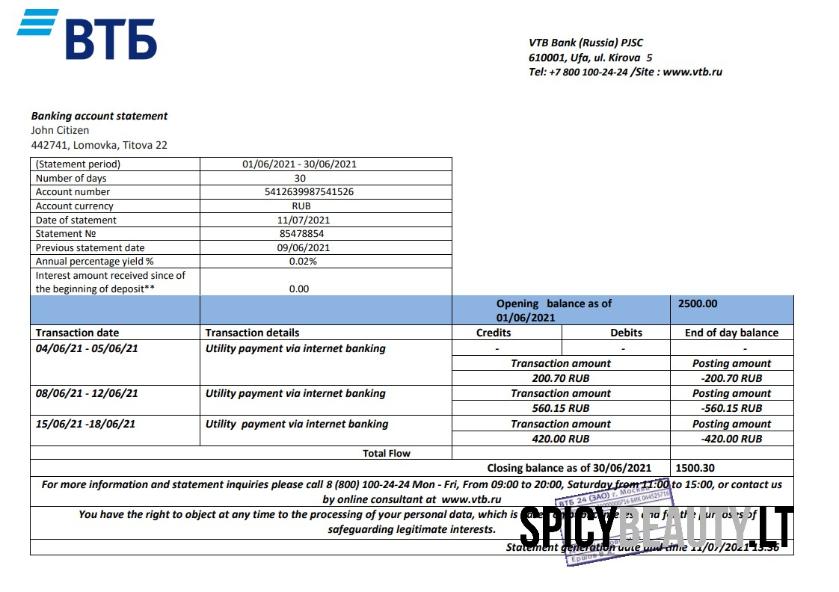 ВТБ
VTB Bank (Russia) PJSC
610001, Ufa, ul. Kirova 5
Tel: +7 800 100-24-24 /Site : www.vtb.ru
Banking account statement
John Citizen
442741, Lomovka, Titova 22
(Statement period) 01/06/2021 - 30/06/2021
Number of days 30
Account number 5412639987541526
Account currency RUB
Date of statement 11/07/2021
Statement № 85478854
Previous statement date 09/06/2021
Annual percentage yield % 0.02%
Interest amount received since of
the beginning of deposit** 0.00
Opening balance as of 2500.00
01/06/2021
Transaction date Transaction details Credits Debits End of day balance
04/06/21 - 05/06/21 Utility payment via internet banking - - -
Transaction amount Posting amount
200.70 RUB -200.70 RUB
08/06/21 - 12/06/21 Utility payment via internet banking Transaction amount Posting amount
560.15 RUB -560.15 RUB
15/06/21 -18/06/21 Utility payment via internet banking Transaction amount Posting amount
420.00 RUB -420.00 RUB
Total Flow
Closing balance as of 30/06/2021 1500.30
For more information and statement inquiries please call 8 (800) 100-24-24 Mon - Fri, From 09:00 to 20:00, Saturday from 11:00 to 15:00, or contact us
by online consultant at www.vtb.ru
You have the right to object at any time to the processing of your personal data, which is and for the purposes of
safeguarding legitimate interests.
Statement generation date and time 11/07/2021 13:36
ВТБ 24 (ЗАО) г. Москва
SPICYBEAUTY.LT